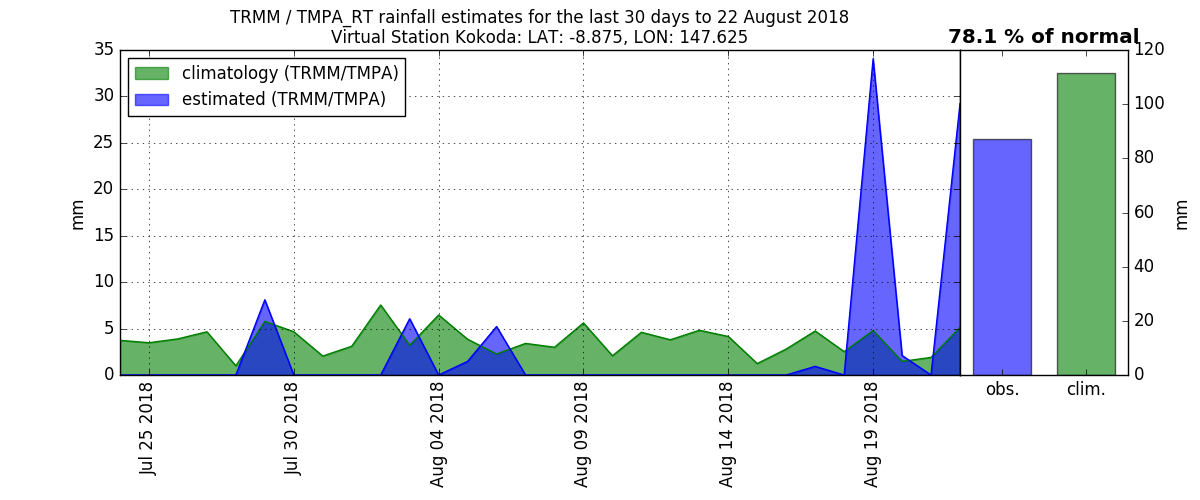 TRMM / TMPA_RT rainfall estimates for the last 30 days to 22 August 2018
Virtual Station Kokoda: LAT: -8.875, LON: 147.625
78.1 % of normal
climatology (TRMM/TMPA)
estimated (TRMM/TMPA)
35
30
25
20
15
10
5
0
mm
Jul 25 2018
Jul 30 2018
Aug 04 2018
Aug 09 2018
Aug 14 2018
Aug 19 2018
obs.
clim.
120
100
80
60
40
20
0
mm